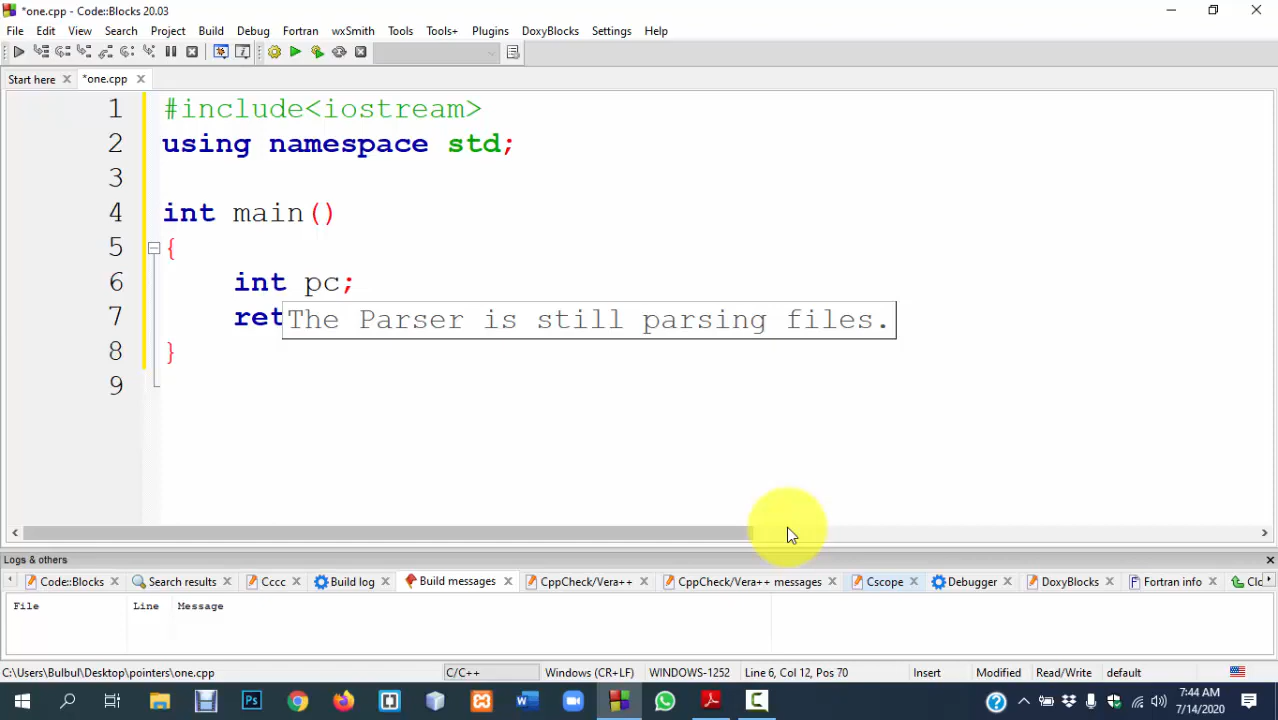 *one.cpp - Code::Blocks 20.03
File Edit View Search Project Build Debug Fortran wxSmith Tools Tools+ Plugins DoxyBlocks Settings Help
Start here *one.cpp
1 #include<iostream>
2 using namespace std;
3
4 int main()
5 {
6 int pc;
7 ret The Parser is still parsing files.
8 }
9
Logs & others
Code::Blocks Search results Cccc Build log Build messages CppCheck/Vera++ CppCheck/Vera++ messages Cscope Debugger DoxyBlocks Fortran info Clo
File Line Message
C:\Users\Bulbul\Desktop\pointers\one.cpp C/C++ Windows (CR+LF) WINDOWS-1252 Line 6, Col 12, Pos 70 Insert Modified Read/Write default
7:44 AM
7/14/2020